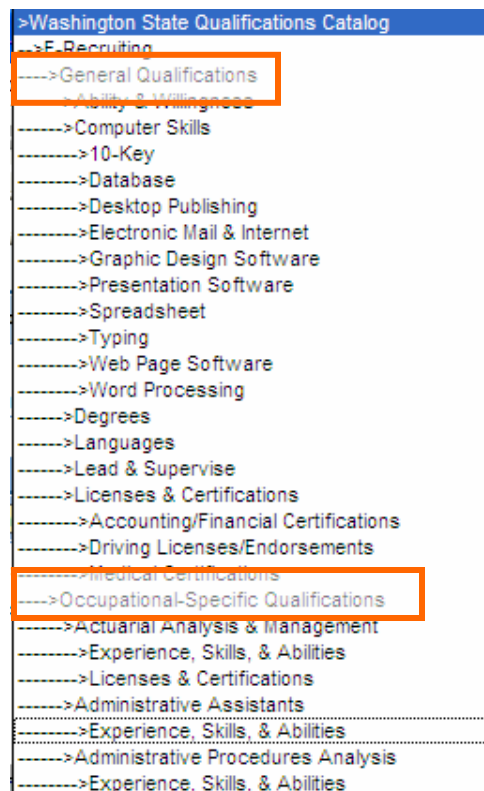 >Washington State Qualifications Catalog
-->E-Recruiting
---->General Qualifications
------>Ability & Willingness
------>Computer Skills
-------->10-Key
-------->Database
-------->Desktop Publishing
-------->Electronic Mail & Internet
-------->Graphic Design Software
-------->Presentation Software
-------->Spreadsheet
-------->Typing
-------->Web Page Software
-------->Word Processing
------>Degrees
------>Languages
------>Lead & Supervise
------>Licenses & Certifications
-------->Accounting/Financial Certifications
-------->Driving Licenses/Endorsements
-------->Medical Certifications
---->Occupational-Specific Qualifications
------>Actuarial Analysis & Management
-------->Experience, Skills, & Abilities
-------->Licenses & Certifications
------>Administrative Assistants
-------->Experience, Skills, & Abilities
------>Administrative Procedures Analysis
-------->Experience, Skills, & Abilities